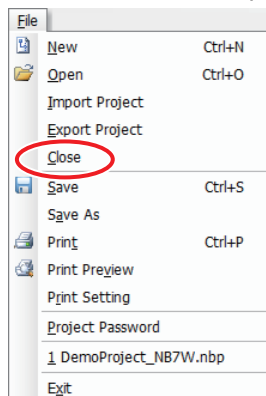 File
New Ctrl+N
Open Ctrl+O
Import Project
Export Project
Close
Save Ctrl+S
Save As
Print Ctrl+P
Print Preview
Print Setting
Project Password
1 DemoProject_NB7W.nbp
Exit